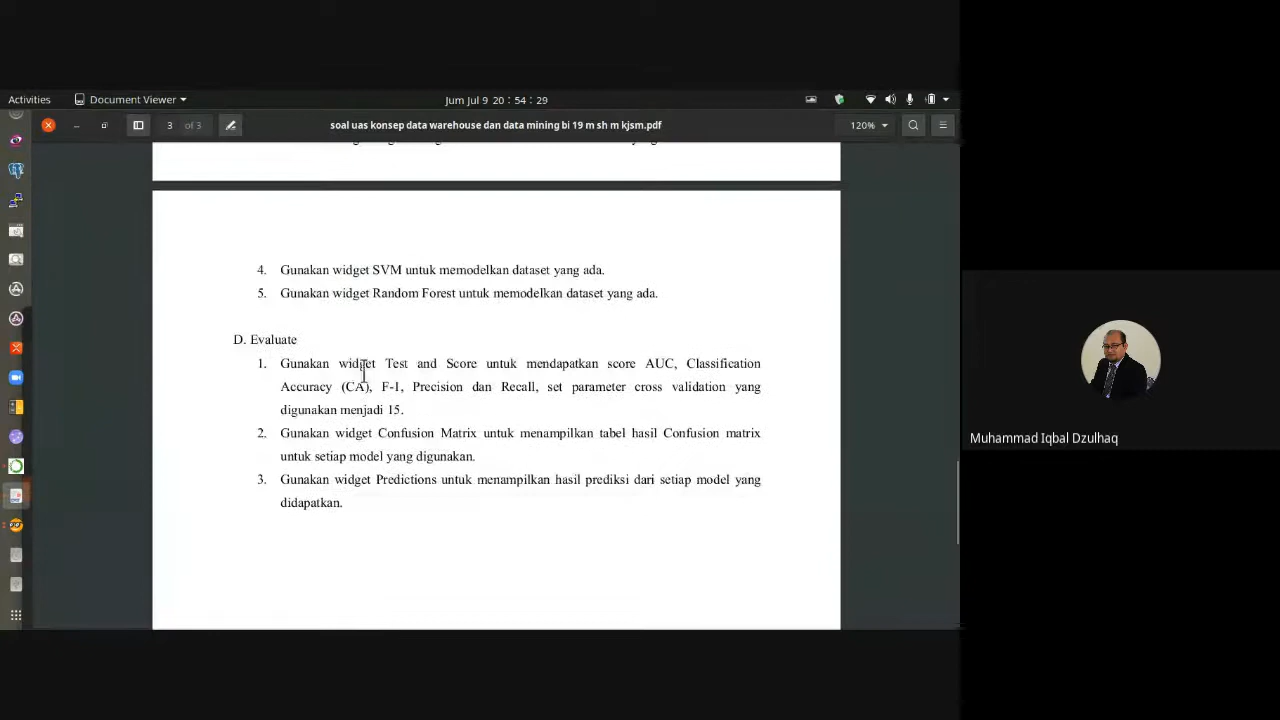 Activities
Document Viewer
Jum Jul 9 20:54:29
3 of 3
soal uas konsep data warehouse dan data mining bi 19 m sh m kjsm.pdf
120%
4. Gunakan widget SVM untuk memodelkan dataset yang ada.
5. Gunakan widget Random Forest untuk memodelkan dataset yang ada.
D. Evaluate
1. Gunakan widget Test and Score untuk mendapatkan score AUC, Classification
Accuracy (CA), F-1, Precision dan Recall, set parameter cross validation yang
digunakan menjadi 15.
2. Gunakan widget Confusion Matrix untuk menampilkan tabel hasil Confusion matrix
untuk setiap model yang digunakan.
3. Gunakan widget Predictions untuk menampilkan hasil prediksi dari setiap model yang
didapatkan.
Muhammad Iqbal Dzulhaq